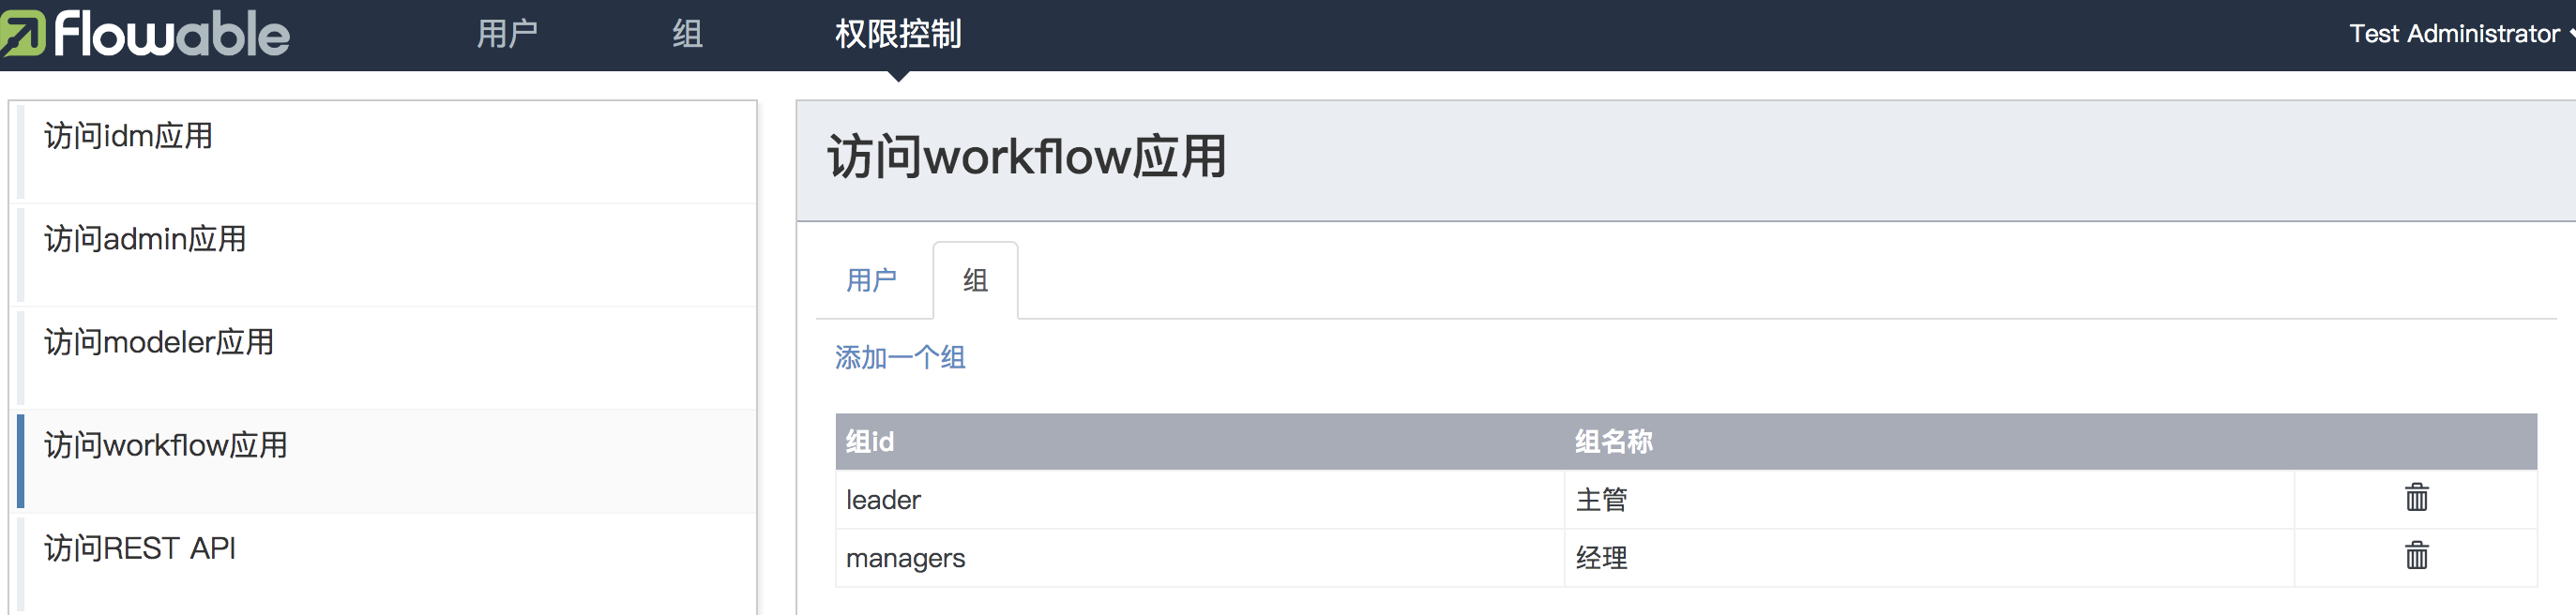 flowable 用户 组 权限控制 Test Administrator
访问idm应用
访问admin应用
访问modeler应用
访问workflow应用
访问REST API
访问workflow应用
用户 组
添加一个组
组id 组名称
leader 主管
managers 经理